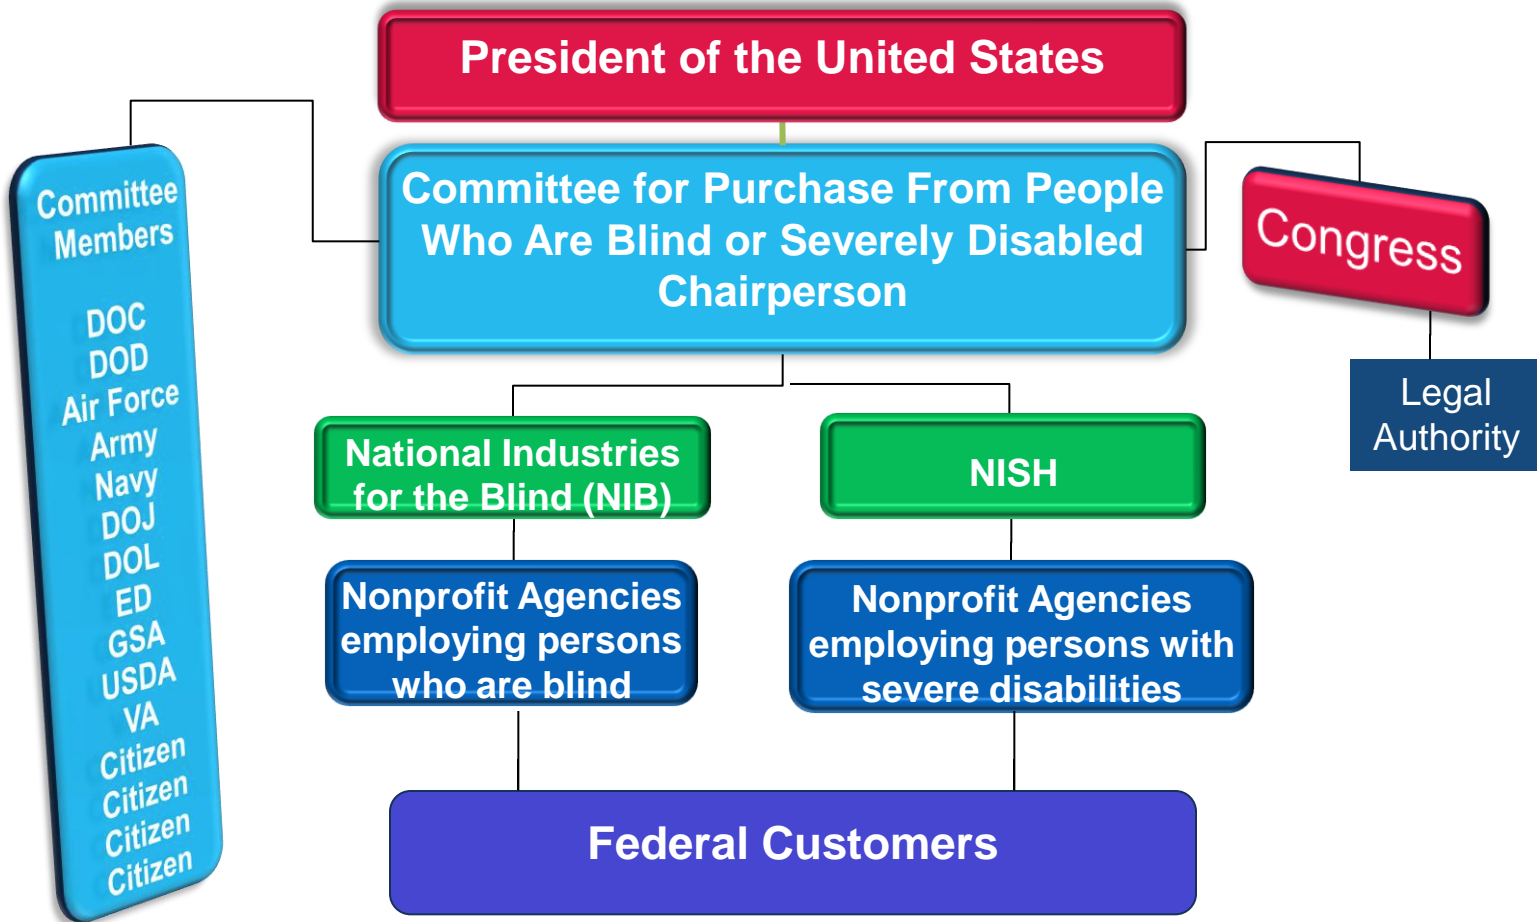 President of the United States
Committee for Purchase From People
Who Are Blind or Severely Disabled
Chairperson
Committee
Members
DOC
DOD
Air Force
Army
Navy
DOJ
DOL
ED
GSA
USDA
VA
Citizen
Citizen
Citizen
Citizen
Congress
Legal
Authority
National Industries
for the Blind (NIB)
NISH
Nonprofit Agencies
employing persons
who are blind
Nonprofit Agencies
employing persons with
severe disabilities
Federal Customers